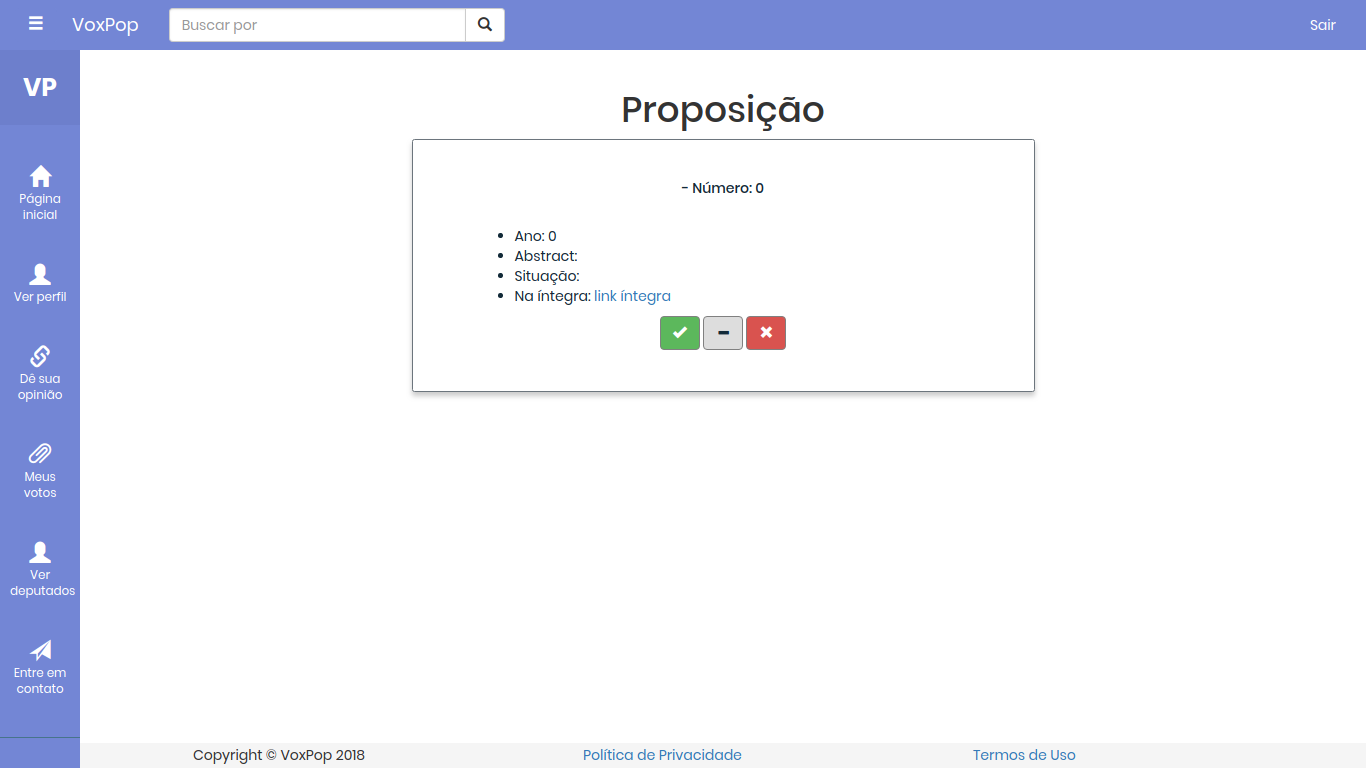 VoxPop
Buscar por
Sair
VP
Página
inicial
Ver perfil
Dê sua
opinião
Meus
votos
Ver
deputados
Entre em
contato
Proposição
- Número: 0
Ano: 0
Abstract:
Situação:
Na íntegra: link íntegra
Copyright © VoxPop 2018
Política de Privacidade
Termos de Uso